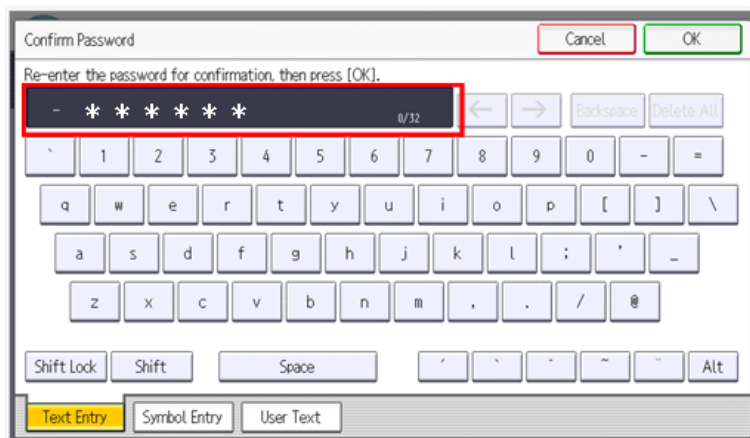 Confirm Password Cancel OK
Re-enter the password for confirmation, then press [OK].
- ****** 0/32 ← → Backspace Delete All
` 1 2 3 4 5 6 7 8 9 0 - =
q w e r t y u i o p [ ] \
a s d f g h j k l ; ' _
z x c v b n m , . / @
Shift Lock Shift Space ´ ` ^ ~ ¨ Alt
Text Entry Symbol Entry User Text